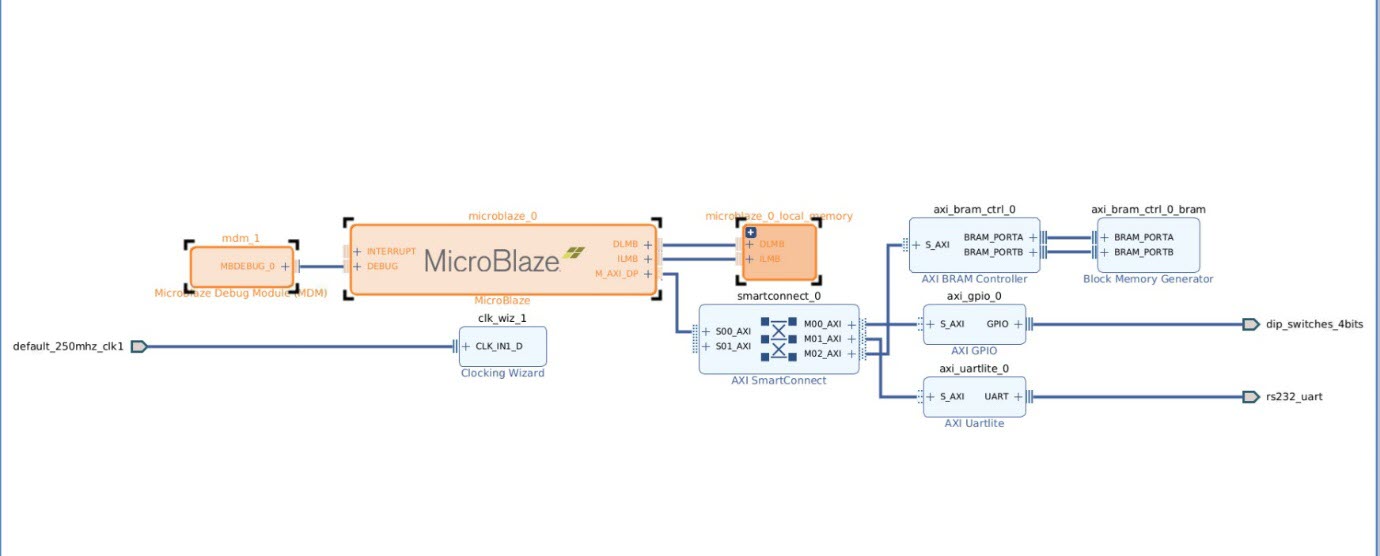 mdm_1
MBDEBUG_0
Microblaze Debug Module (MDM)
microblaze_0
INTERRUPT
DEBUG
MicroBlaze
DLMB
ILMB
M_AXI_DP
MicroBlaze
microblaze_0_local_memory
DLMB
ILMB
default_250mhz_clk1
clk_wiz_1
CLK_IN1_D
Clocking Wizard
smartconnect_0
S00_AXI
S01_AXI
M00_AXI
M01_AXI
M02_AXI
AXI SmartConnect
axi_bram_ctrl_0
S_AXI
BRAM_PORTA
BRAM_PORTB
AXI BRAM Controller
axi_bram_ctrl_0_bram
BRAM_PORTA
BRAM_PORTB
Block Memory Generator
axi_gpio_0
S_AXI
GPIO
AXI GPIO
dip_switches_4bits
axi_uartlite_0
S_AXI
UART
AXI Uartlite
rs232_uart